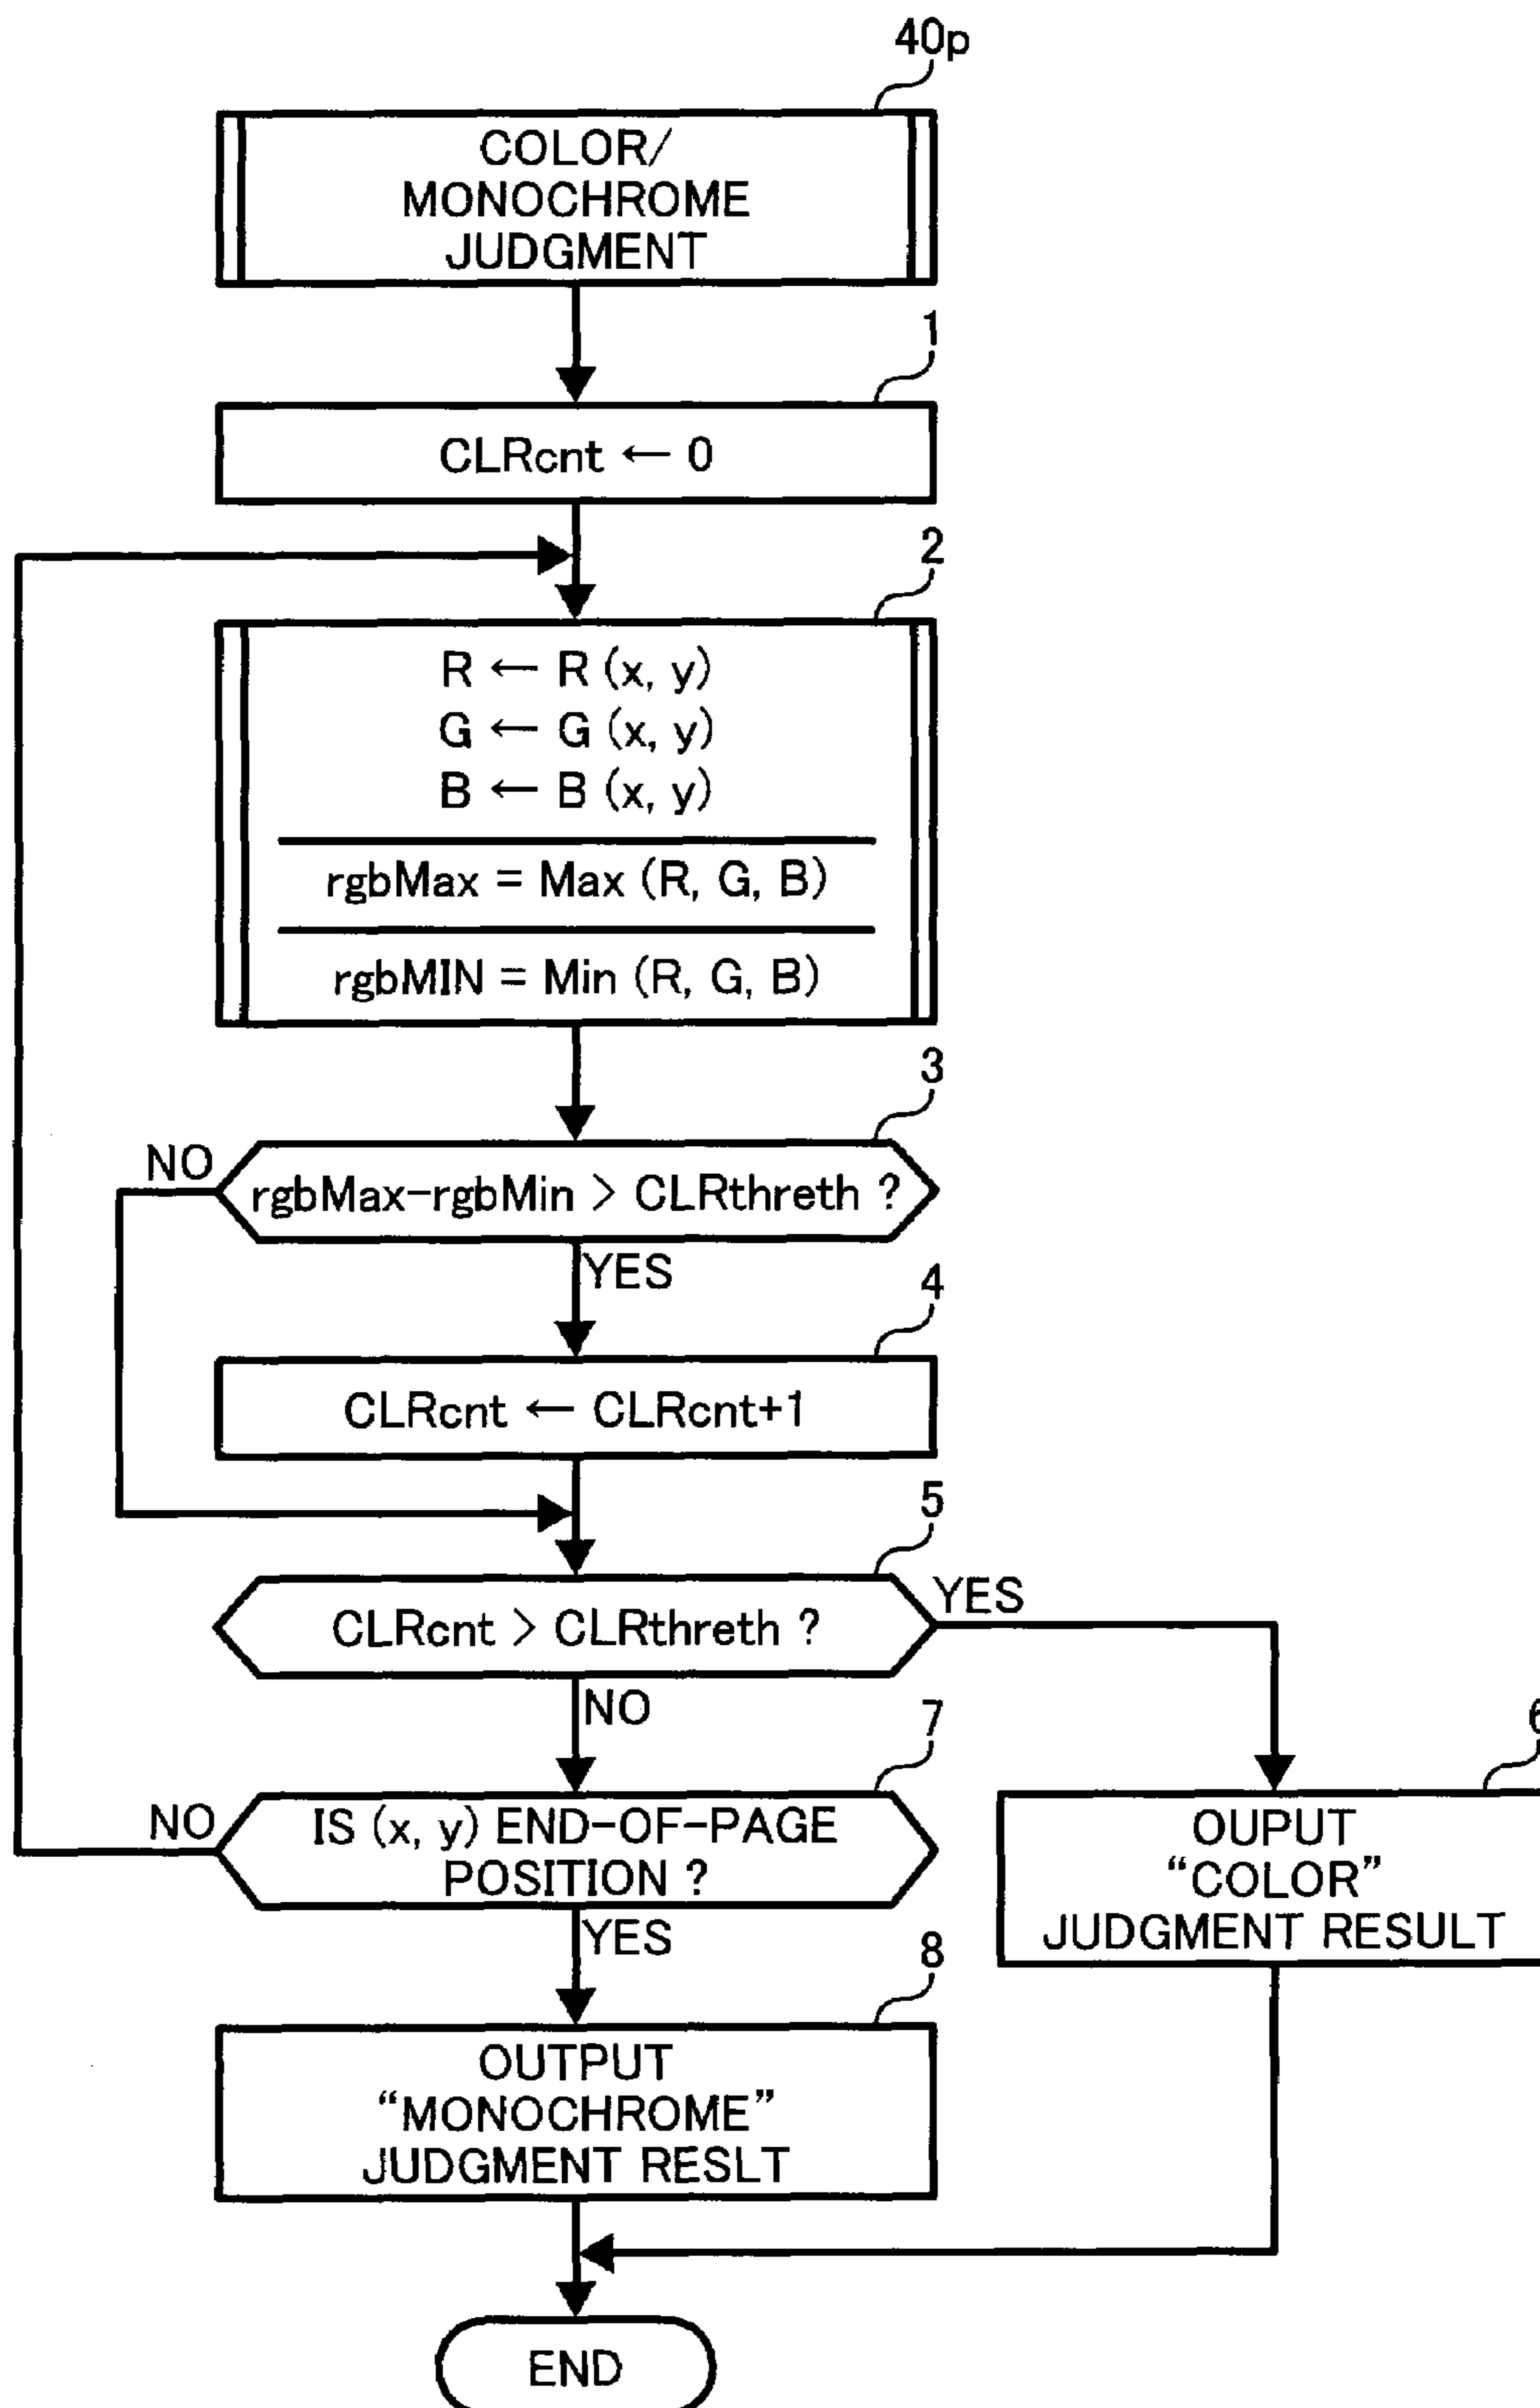 40p
COLOR/
MONOCHROME
JUDGMENT
1
CLRcnt ← 0
2
R ← R (x, y)
G ← G (x, y)
B ← B (x, y)
rgbMax = Max (R, G, B)
rgbMIN = Min (R, G, B)
3
NO
rgbMax-rgbMin > CLRthreth ?
YES
4
CLRcnt ← CLRcnt+1
5
CLRcnt > CLRthreth ?
YES
NO
7
6
NO
IS (x, y) END-OF-PAGE
POSITION ?
YES
OUPUT
“COLOR”
JUDGMENT RESULT
8
OUTPUT
“MONOCHROME”
JUDGMENT RESLT
END